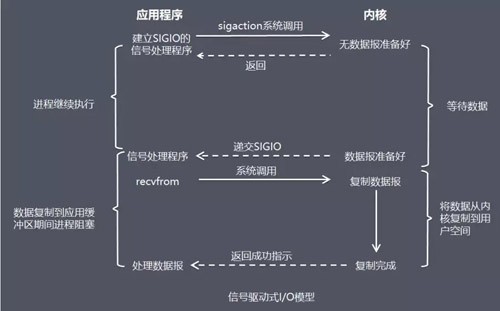 应用程序
内核
建立SIGIO的
信号处理程序
sigaction系统调用
无数据报准备好
返回
进程继续执行
等待数据
信号处理程序
递交SIGIO
数据报准备好
recvfrom
系统调用
复制数据报
数据复制到应用缓
冲区期间进程阻塞
将数据从内
核复制到用
户空间
处理数据报
返回成功指示
复制完成
信号驱动式I/O模型